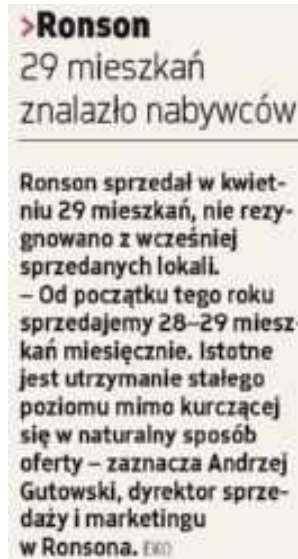 >Ronson
29 mieszkań
znalazło nabywców
Ronson sprzedał w kwiet-
niu 29 mieszkań, nie rezy-
gnowano z wcześniej
sprzedanych lokali.
– Od początku tego roku
sprzedajemy 28–29 miesz-
kań miesięcznie. Istotne
jest utrzymanie stałego
poziomu mimo kurczącej
się w naturalny sposób
oferty – zaznacza Andrzej
Gutowski, dyrektor sprze-
daży i marketingu
w Ronsona. EKO